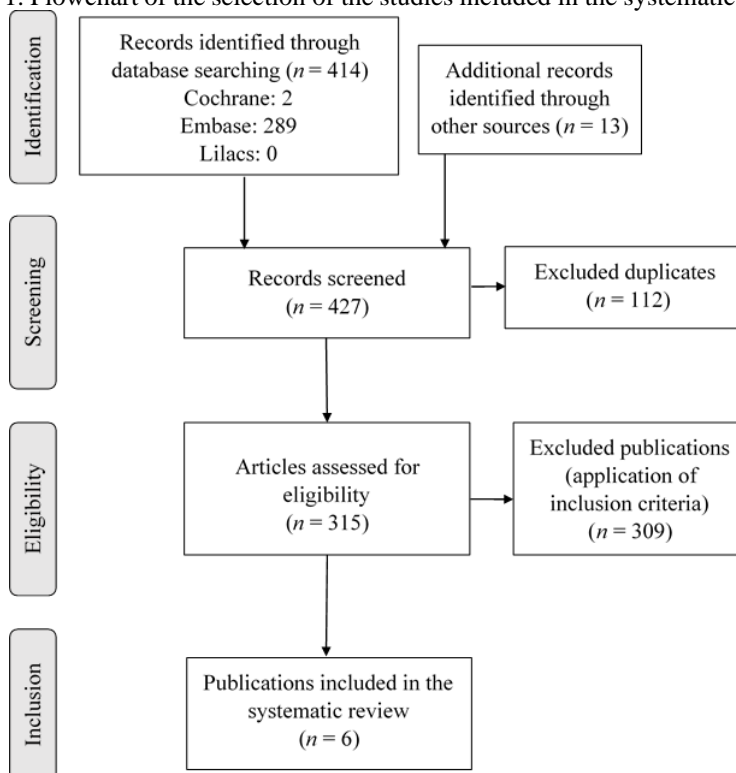 1. Flowchart of the selection of the studies included in the systematic
Identification
Records identified through
database searching (n = 414)
Cochrane: 2
Embase: 289
Lilacs: 0
Additional records
identified through
other sources (n = 13)
Screening
Records screened
(n = 427)
Excluded duplicates
(n = 112)
Eligibility
Articles assessed for
eligibility
(n = 315)
Excluded publications
(application of
inclusion criteria)
(n = 309)
Inclusion
Publications included in the
systematic review
(n = 6)